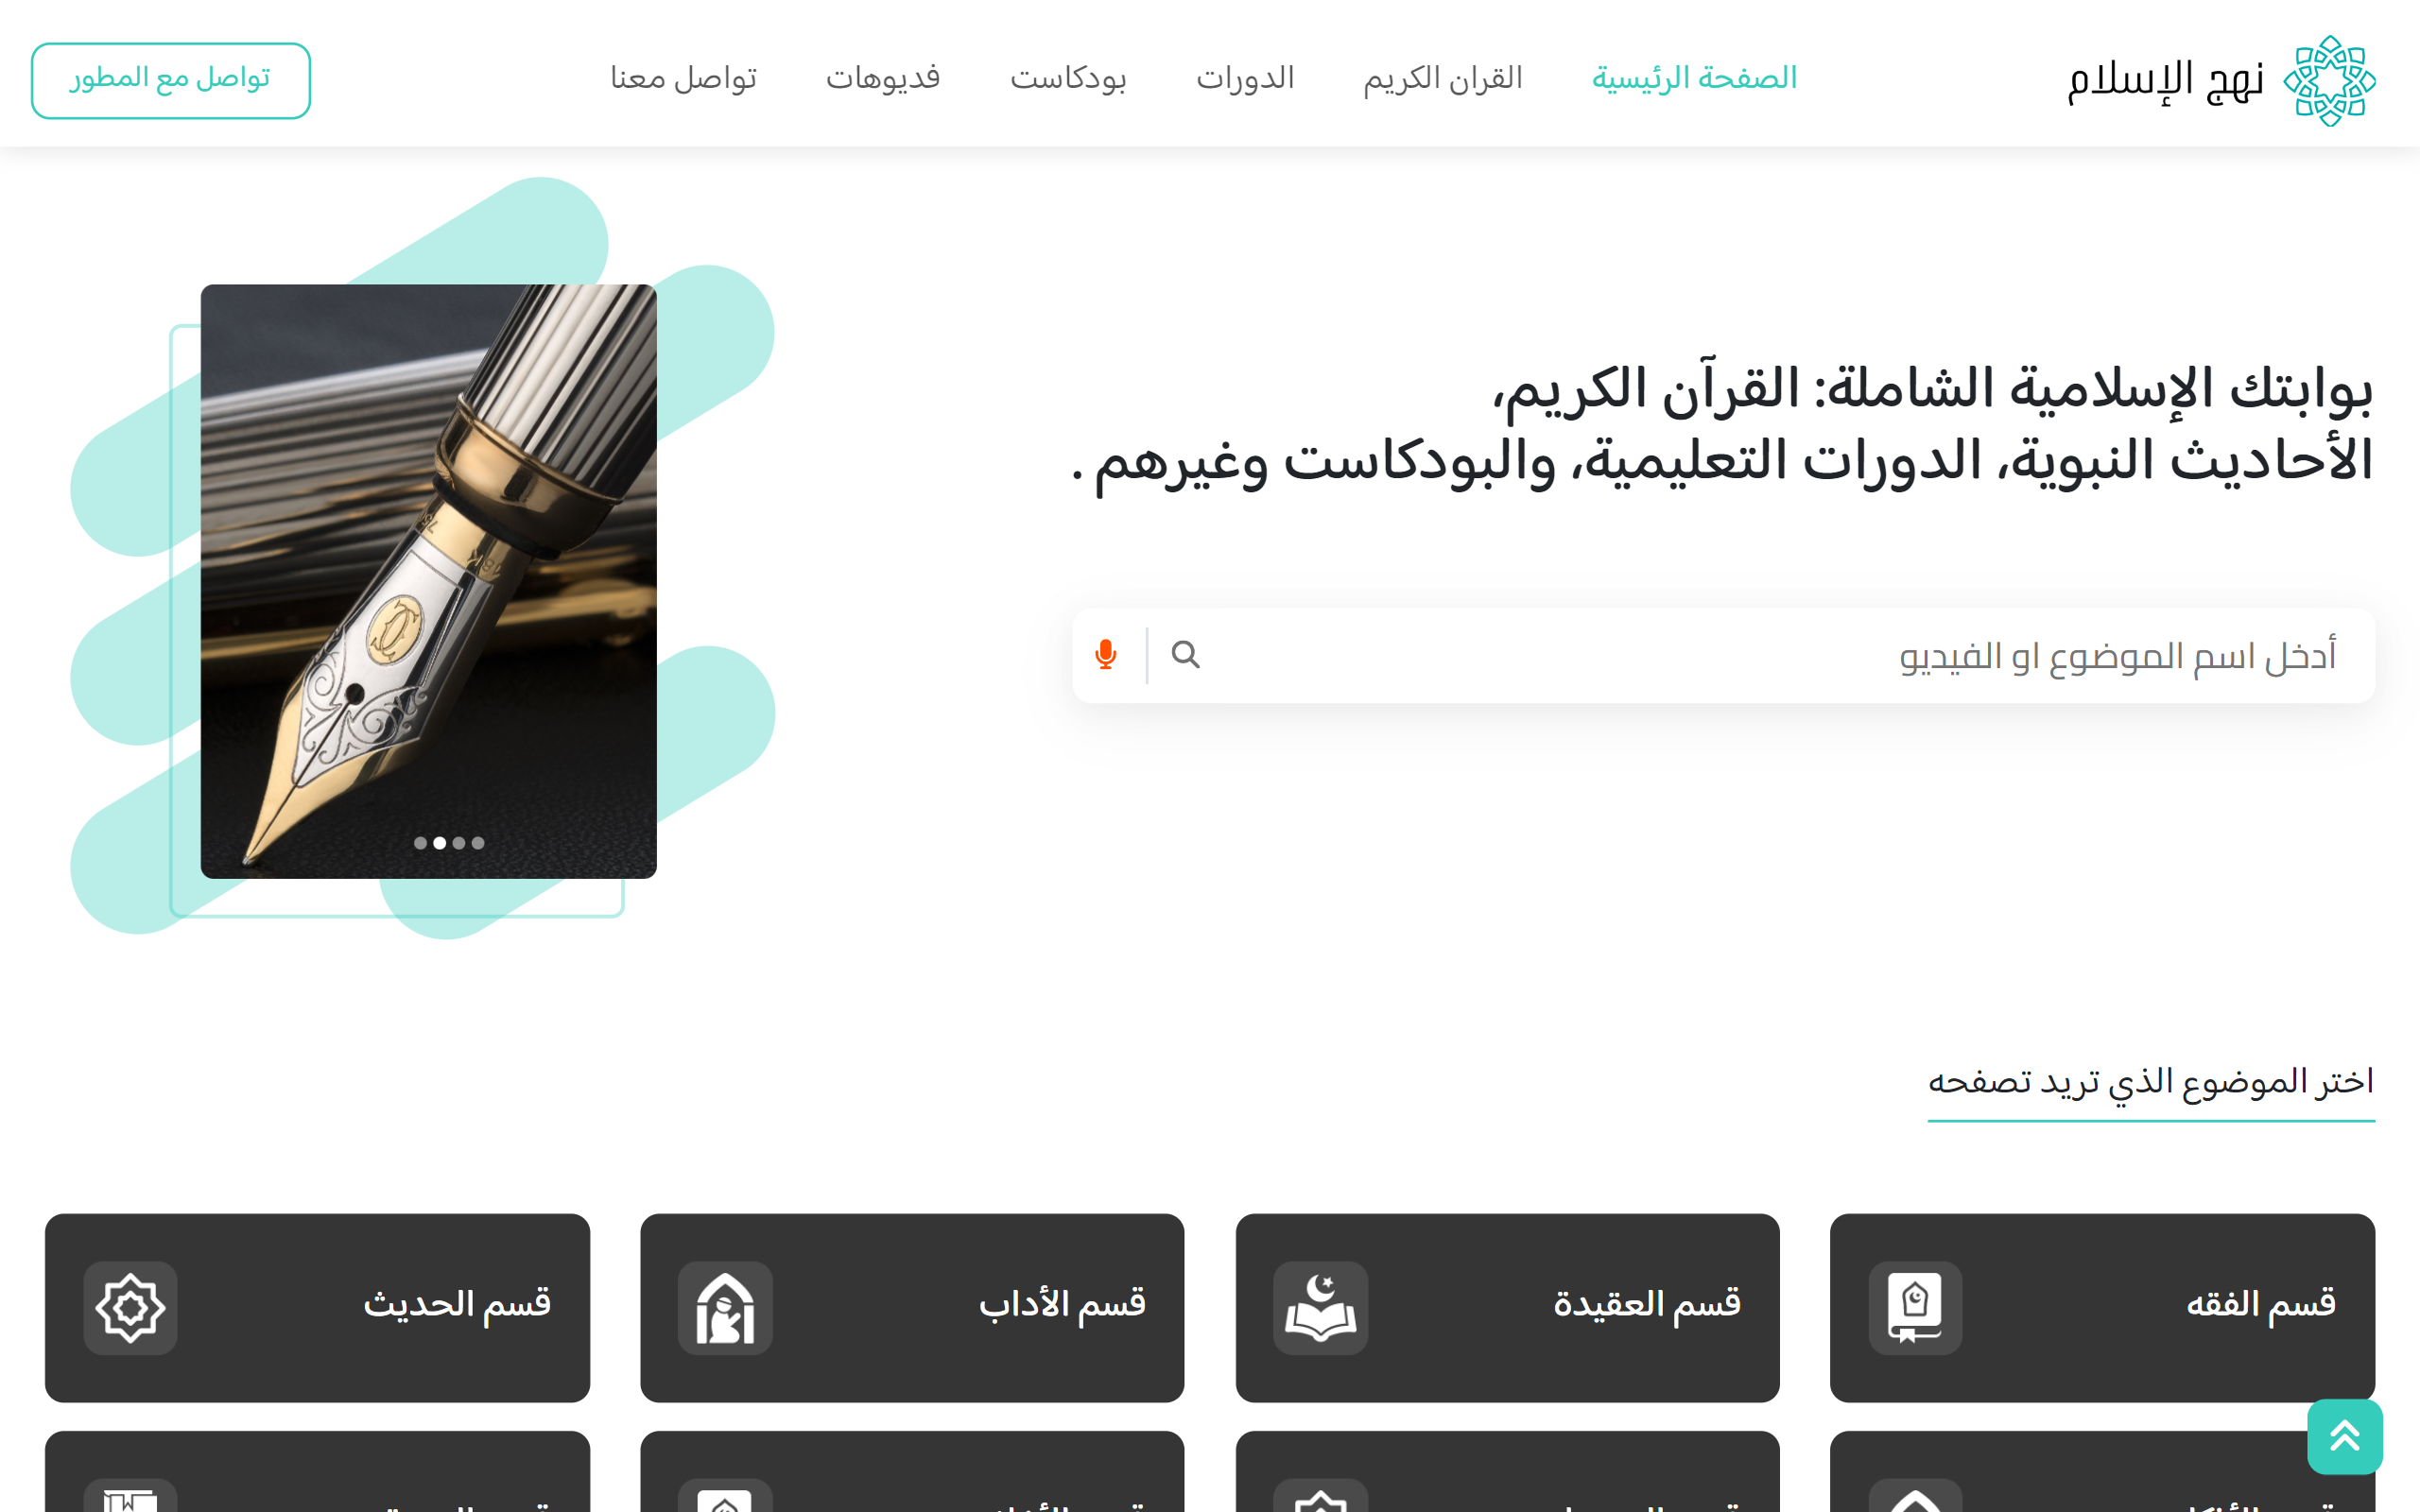 نهج الإسلام
الصفحة الرئيسية
القران الكريم
الدورات
بودكاست
فديوهات
تواصل معنا
تواصل مع المطور
بوابتك الإسلامية الشاملة: القرآن الكريم،
الأحاديث النبوية، الدورات التعليمية، والبودكاست وغيرهم .
أدخل اسم الموضوع او الفيديو
اختر الموضوع الذي تريد تصفحه
قسم الفقه
قسم العقيدة
قسم الأداب
قسم الحديث